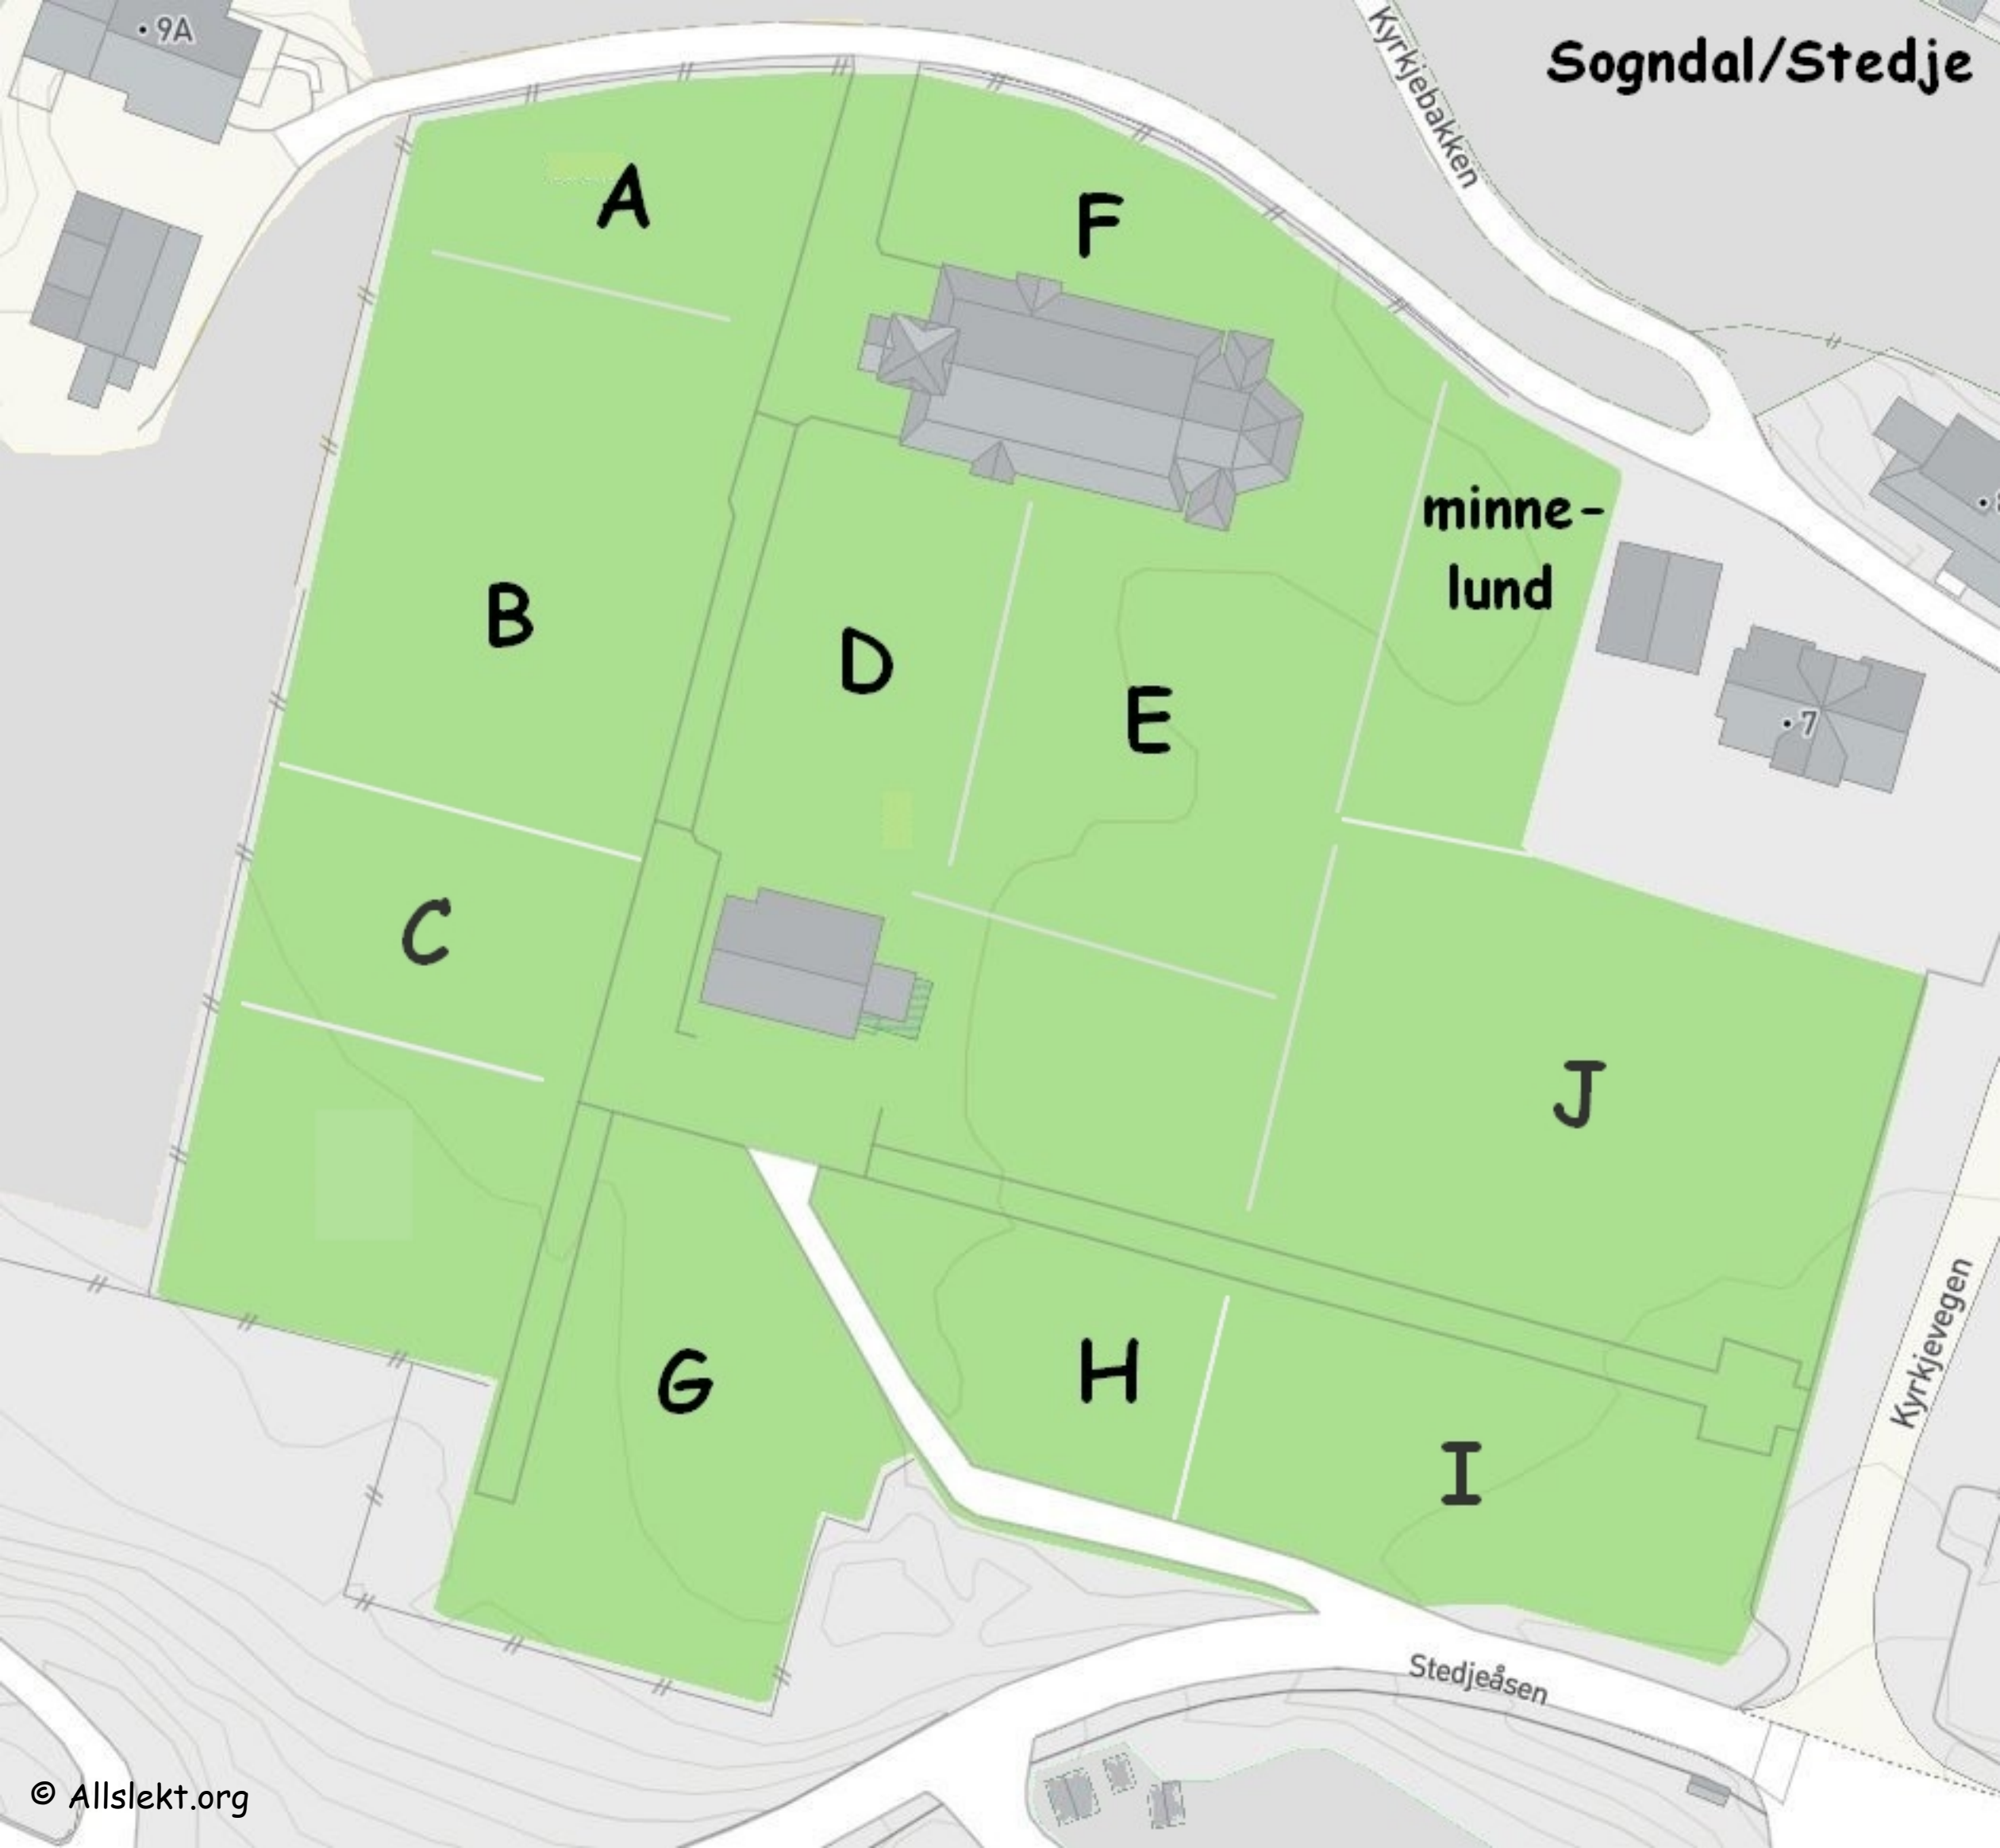 • 9A
Kyrkjebakken
Sogndal/Stedje
A
F
minne-
lund
B
D
E
• 7
C
J
Kyrkjevegen
H
G
I
Stedjeåsen
© Allslekt.org